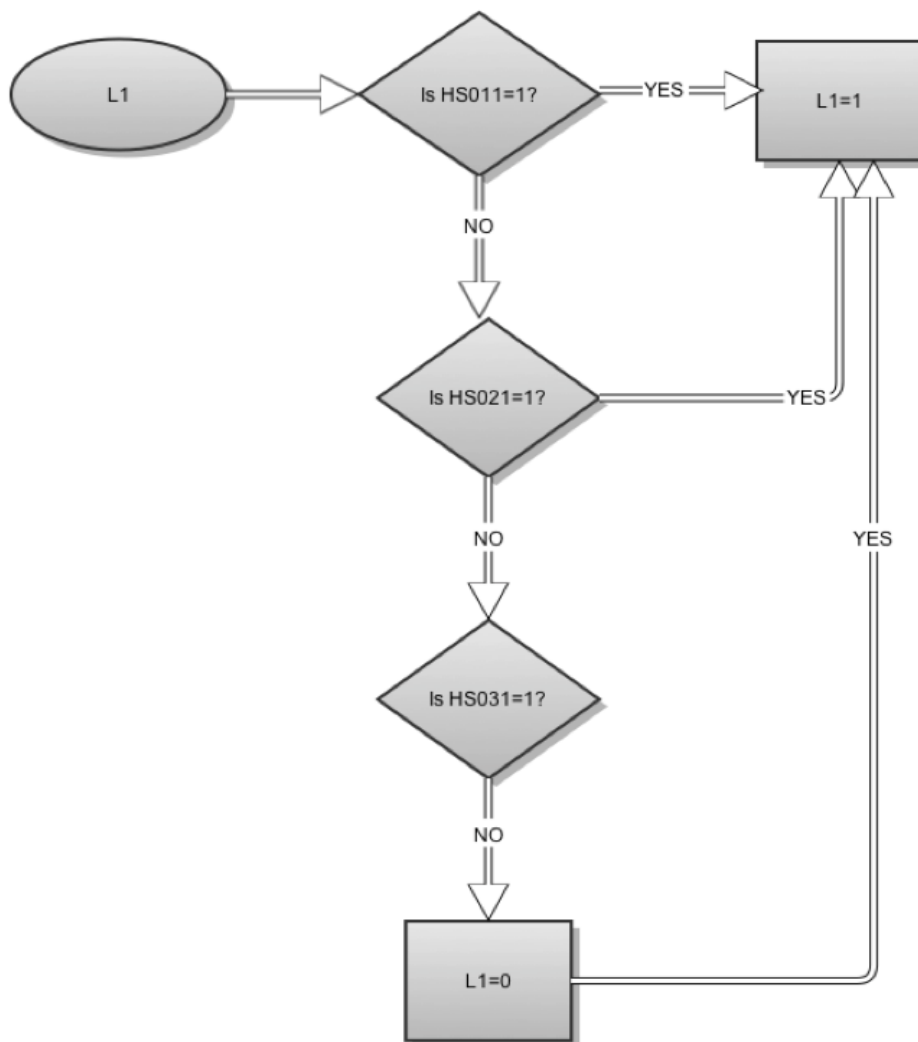 L1
Is HS011=1?
YES
L1=1
NO
Is HS021=1?
YES
NO
YES
Is HS031=1?
NO
L1=0